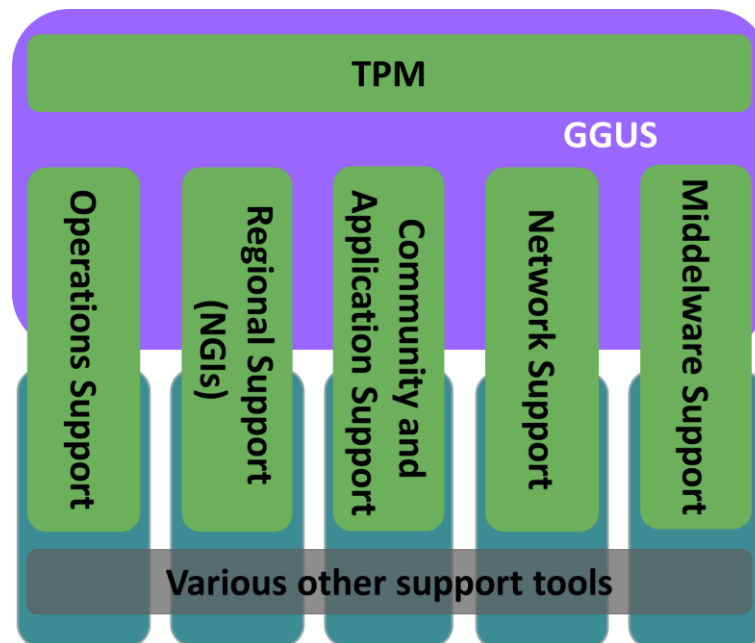 TPM
GGUS
Operations Support
Regional Support
(NGIs)
Community and
Application Support
Network Support
Middelware Support
Various other support tools